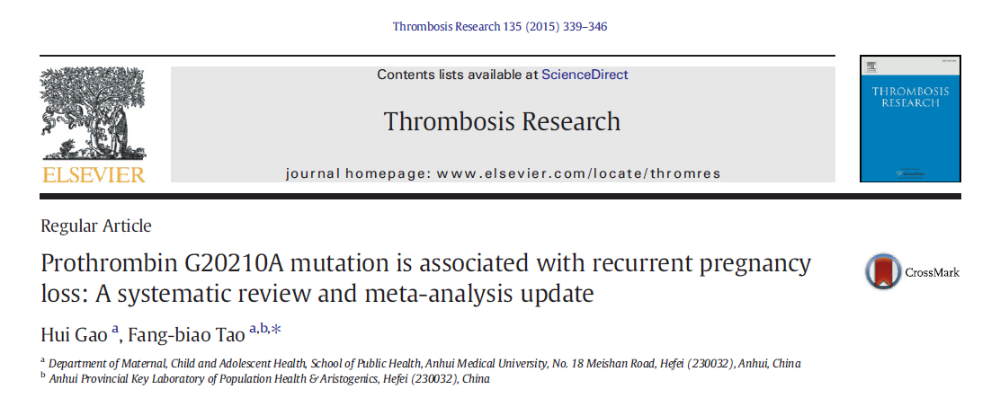 Thrombosis Research 135 (2015) 339–346
Contents lists available at ScienceDirect
Thrombosis Research
journal homepage: www.elsevier.com/locate/thromres
ELSEVIER
THROMBOSIS
RESEARCH
Regular Article
Prothrombin G20210A mutation is associated with recurrent pregnancy
loss: A systematic review and meta-analysis update
CrossMark
Hui Gao a, Fang-biao Tao a,b,*
a Department of Maternal, Child and Adolescent Health, School of Public Health, Anhui Medical University, No. 18 Meishan Road, Hefei (230032), Anhui, China
b Anhui Provincial Key Laboratory of Population Health & Aristogenics, Hefei (230032), China